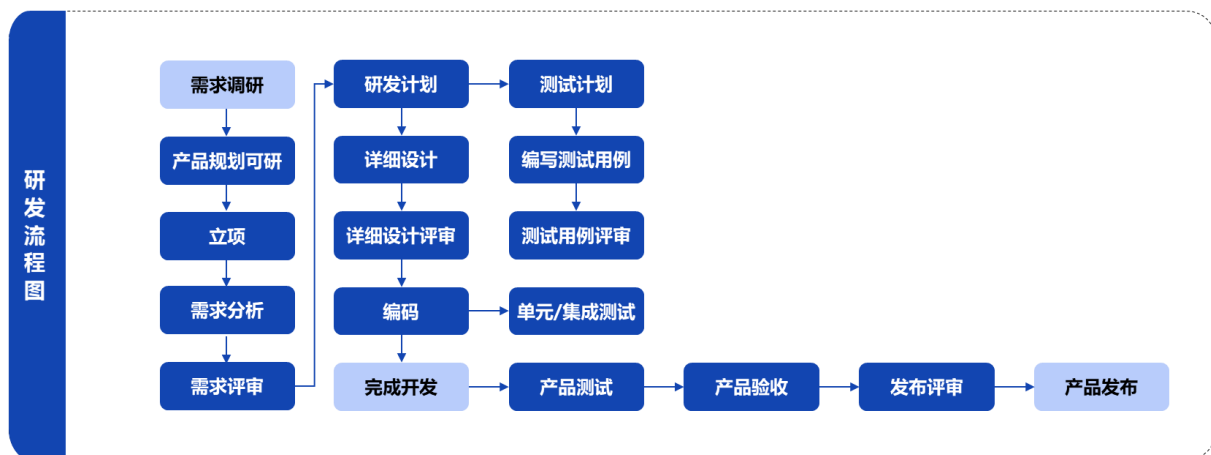 研发流程图
需求调研
产品规划可研
立项
需求分析
需求评审
研发计划
详细设计
详细设计评审
编码
完成开发
测试计划
编写测试用例
测试用例评审
单元/集成测试
产品测试
产品验收
发布评审
产品发布